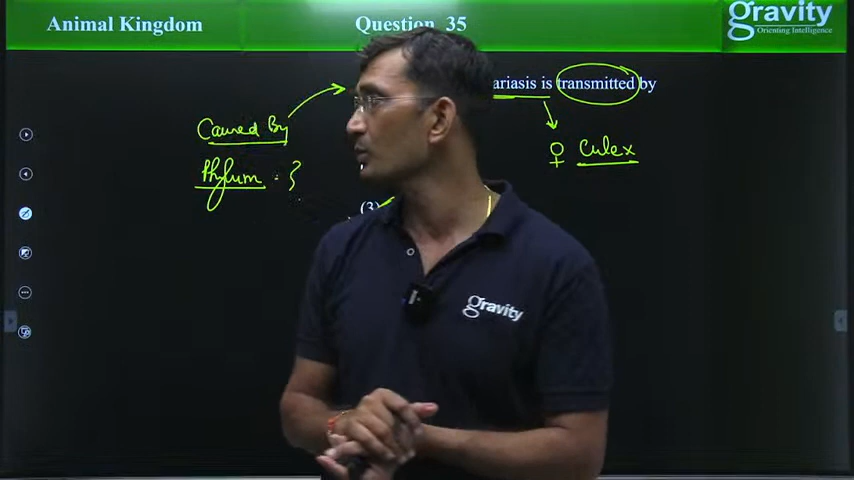 Animal Kingdom
Question 35
gravity
Orienting Intelligence
ariasis is transmitted by
Caused By
♀ Culex
Phylum : ?
(3)
gravity